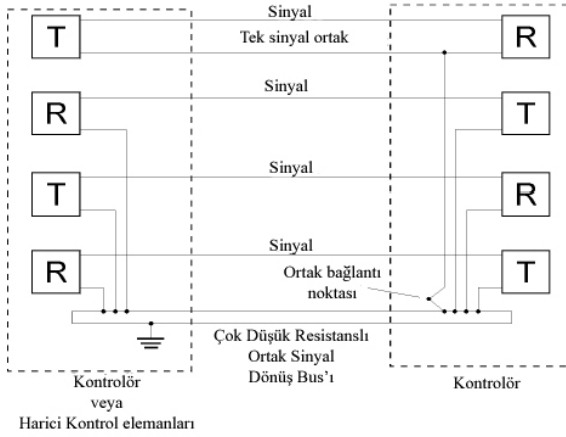 Sinyal
T
Tek sinyal ortak
R
Sinyal
R
T
Sinyal
T
R
Sinyal
R
T
Ortak bağlantı
noktası
Çok Düşük Resistanslı
Ortak Sinyal
Dönüş Bus'ı
Kontrolör
veya
Harici Kontrol elemanları
Kontrolör